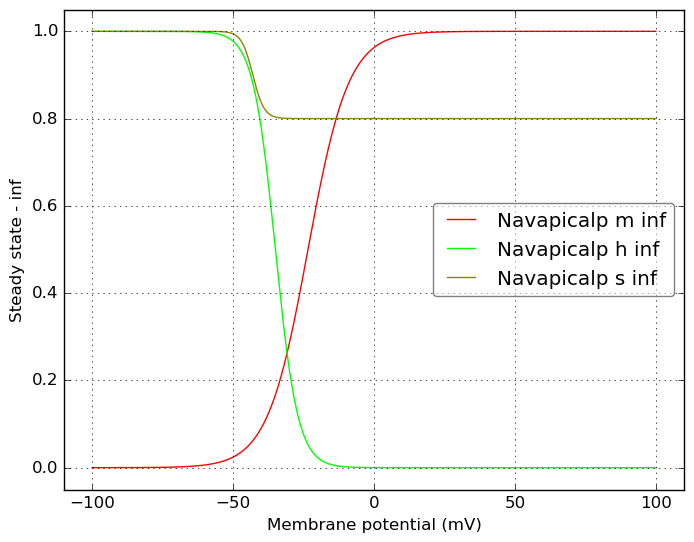 1.0
0.8
0.6
0.4
0.2
0.0
Steady state - inf
Navapicalp m inf
Navapicalp h inf
Navapicalp s inf
−100
−50
0
50
100
Membrane potential (mV)